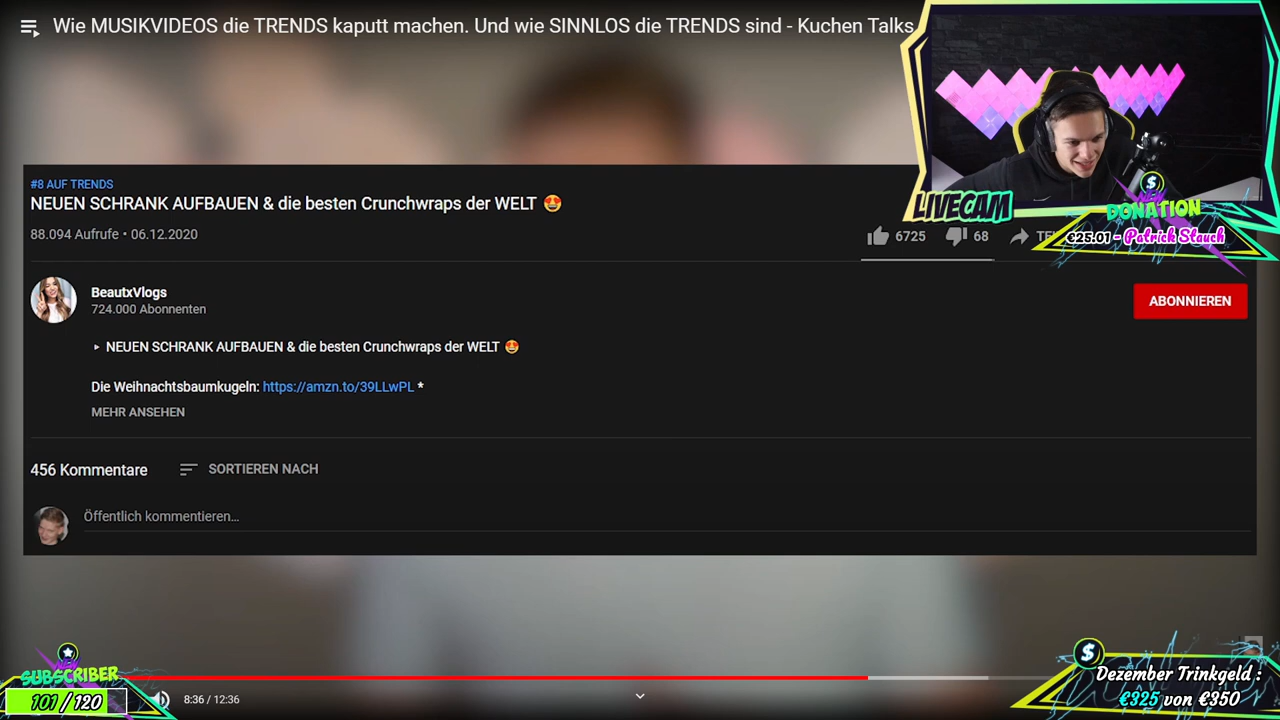 Wie MUSIKVIDEOS die TRENDS kaputt machen. Und wie SINNLOS die TRENDS sind - Kuchen Talks
LIVECAM
NEW
DONATION
€25.01 - Patrick Stauch
#8 AUF TRENDS
NEUEN SCHRANK AUFBAUEN & die besten Crunchwraps der WELT 🤩
88.094 Aufrufe • 06.12.2020
6725
68
BeautxVlogs
724.000 Abonnenten
ABONNIEREN
▸ NEUEN SCHRANK AUFBAUEN & die besten Crunchwraps der WELT 🤩
Die Weihnachtsbaumkugeln: https://amzn.to/39LLwPL *
MEHR ANSEHEN
456 Kommentare
SORTIEREN NACH
Öffentlich kommentieren...
NEW
SUBSCRIBER
101 / 120
8:36 / 12:36
Dezember Trinkgeld :
€325 von €350